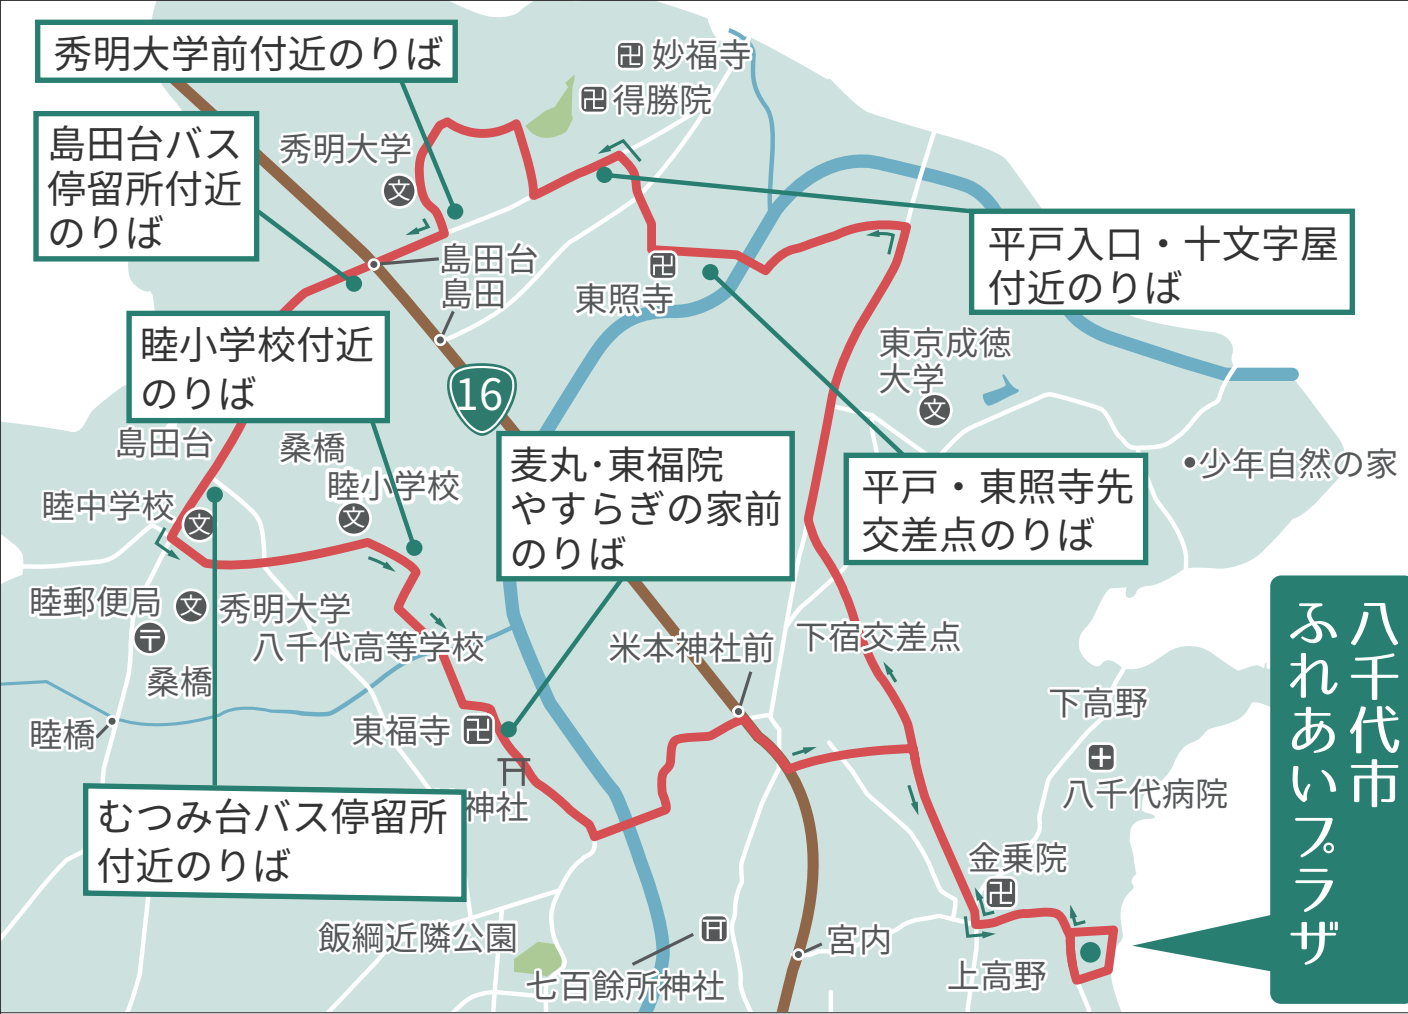 秀明大学前付近のりば
妙福寺
得勝院
島田台バス
停留所付近
のりば
秀明大学
文
平戸入口・十文字屋
付近のりば
島田台
島田
東照寺
睦小学校付近
のりば
東京成徳
大学
文
16
島田台
桑橋
睦小学校
文
睦中学校
文
麦丸・東福院
やすらぎの家前
のりば
平戸・東照寺先
交差点のりば
•少年自然の家
睦郵便局
文
秀明大学
八千代高等学校
〒
桑橋
睦橋
米本神社前
下宿交差点
八千代市
ふれあいプラザ
東福寺
神社
下高野
八千代病院
むつみ台バス停留所
付近のりば
金乗院
飯綱近隣公園
七百餘所神社
宮内
上高野